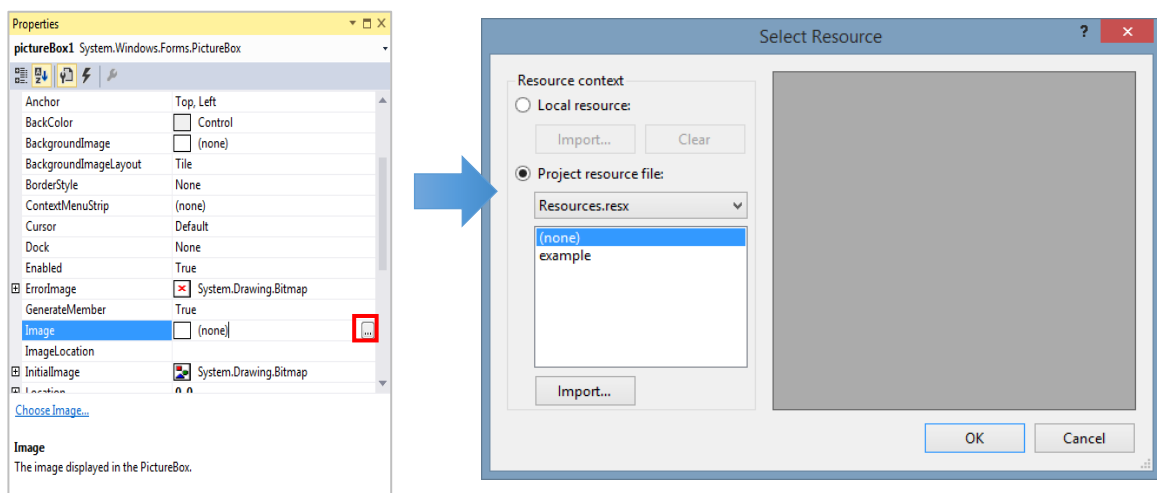 Properties
pictureBox1 System.Windows.Forms.PictureBox
Anchor Top, Left
BackColor Control
BackgroundImage (none)
BackgroundImageLayout Tile
BorderStyle None
ContextMenuStrip (none)
Cursor Default
Dock None
Enabled True
ErrorImage System.Drawing.Bitmap
GenerateMember True
Image (none)
...
ImageLocation
InitialImage System.Drawing.Bitmap
Location 0, 0
Choose Image...
Image
The image displayed in the PictureBox.
Select Resource
?
Resource context
Local resource:
Import... Clear
Project resource file:
Resources.resx
(none)
example
Import...
OK Cancel